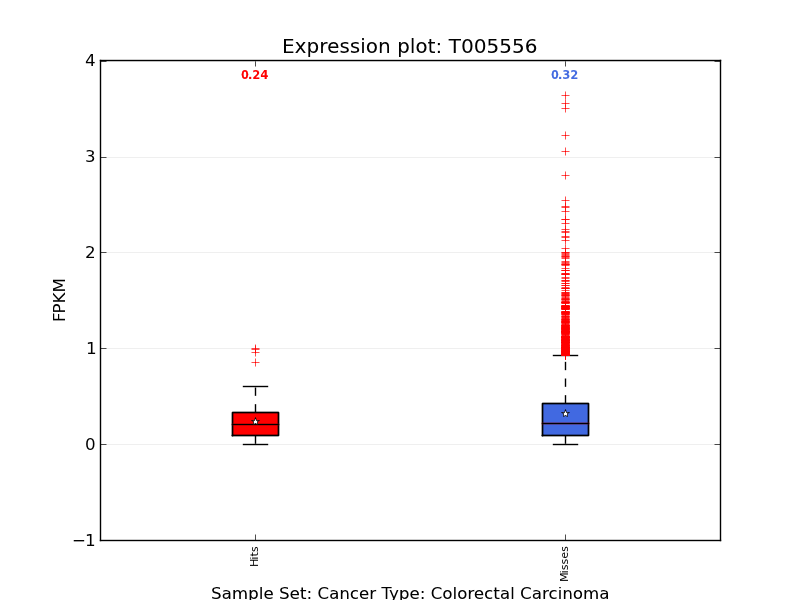 Expression plot: T005556
0.24
0.32
4
3
2
1
0
−1
FPKM
Hits
Misses
Sample Set: Cancer Type: Colorectal Carcinoma